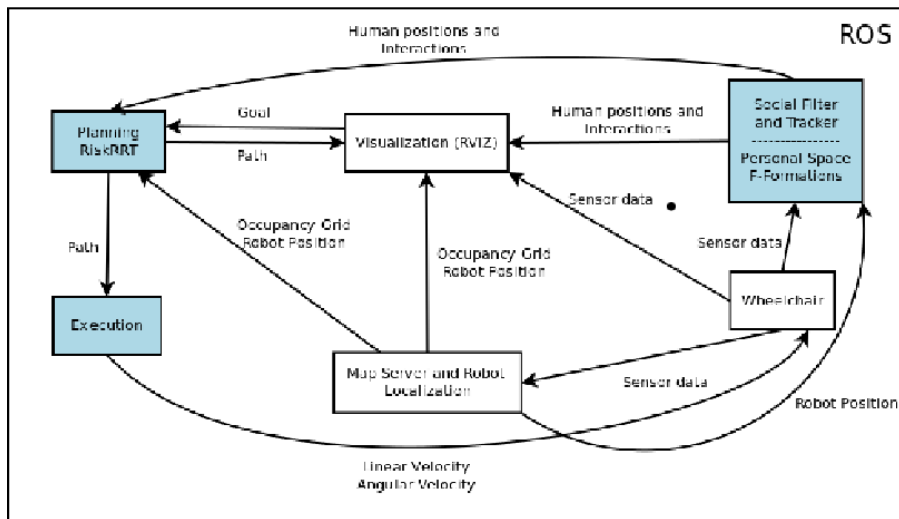 Human positions and
Interactions
ROS
Social Filter
and Tracker
---------------
Personal Space
F-Formations
Goal
Human positions and
Interactions
Planning
RiskRRT
Visualization (RVIZ)
Path
Sensor data
Occupancy Grid
Robot Position
Path
Occupancy Grid
Robot Position
Sensor data
Wheelchair
Execution
Map Server and Robot
Localization
Sensor data
Robot Position
Linear Velocity
Angular Velocity